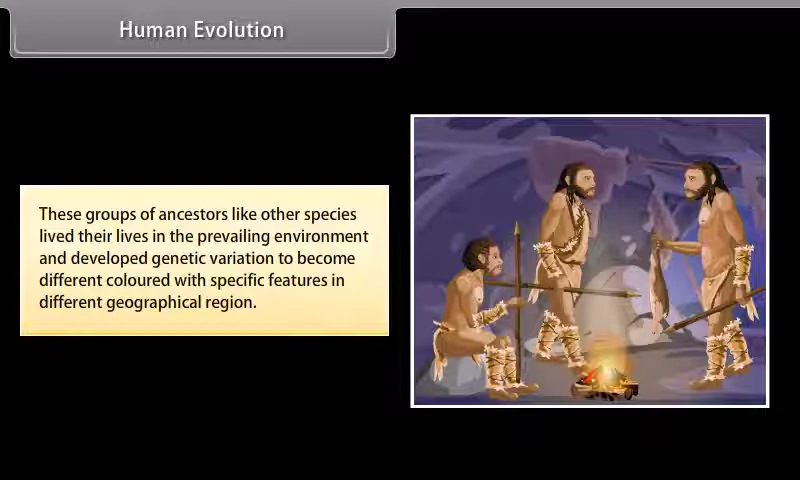 Human Evolution
These groups of ancestors like other species
lived their lives in the prevailing environment
and developed genetic variation to become
different coloured with specific features in
different geographical region.